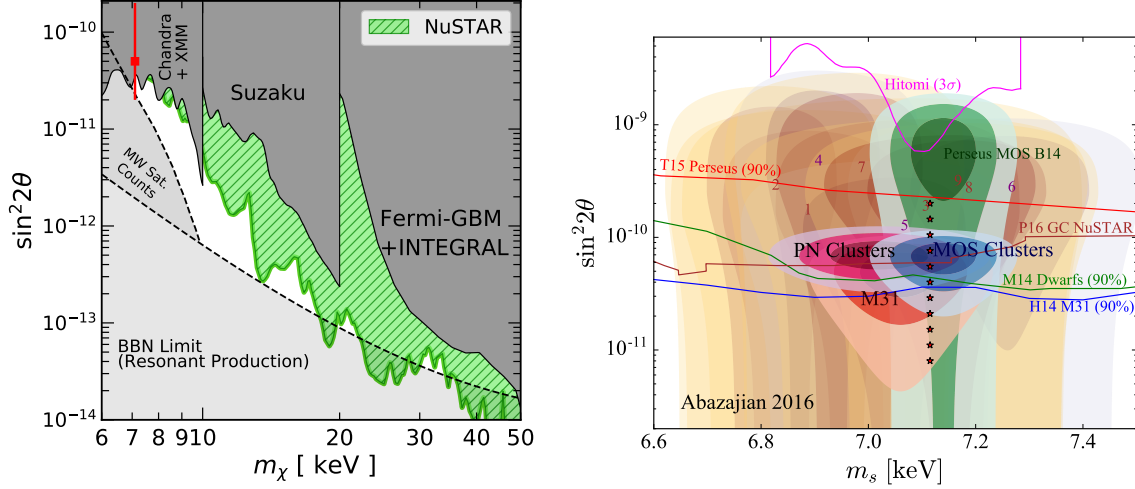 sin²2θ
10⁻¹⁰
10⁻¹¹
10⁻¹²
10⁻¹³
10⁻¹⁴
Chandra
+ XMM
NuSTAR
Suzaku
MW Sat.
Counts
Fermi-GBM
+INTEGRAL
BBN Limit
(Resonant Production)
6 7 8 9 10 20 30 40 50
m_χ [ keV ]
sin² 2θ
10⁻⁹
10⁻¹⁰
10⁻¹¹
Hitomi (3σ)
Perseus MOS B14
T15 Perseus (90%)
4
7
2
8
6
1
5
P16 GC NuSTAR
PN Clusters
MOS Clusters
M14 Dwarfs (90%)
M31
H14 M31 (90%)
Abazajian 2016
6.6 6.8 7.0 7.2 7.4
m_s [keV]